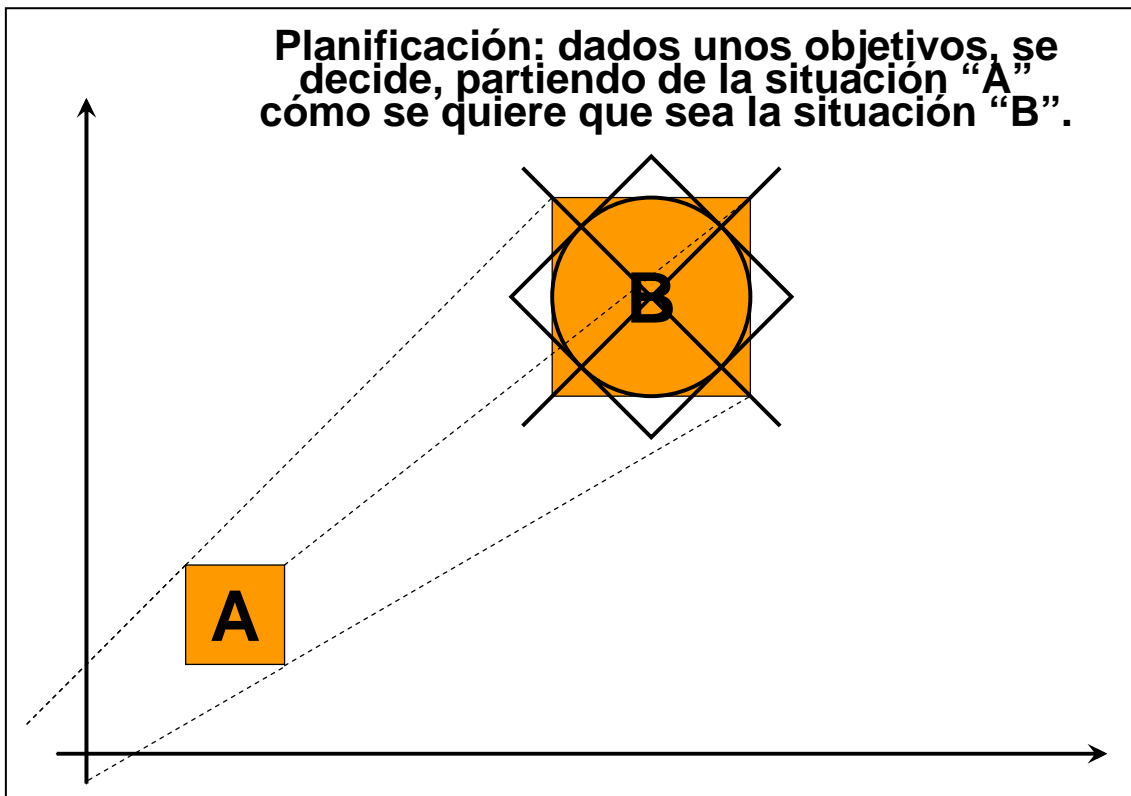 Planificación: dados unos objetivos, se
decide, partiendo de la situación “A”
cómo se quiere que sea la situación “B”.
B
A